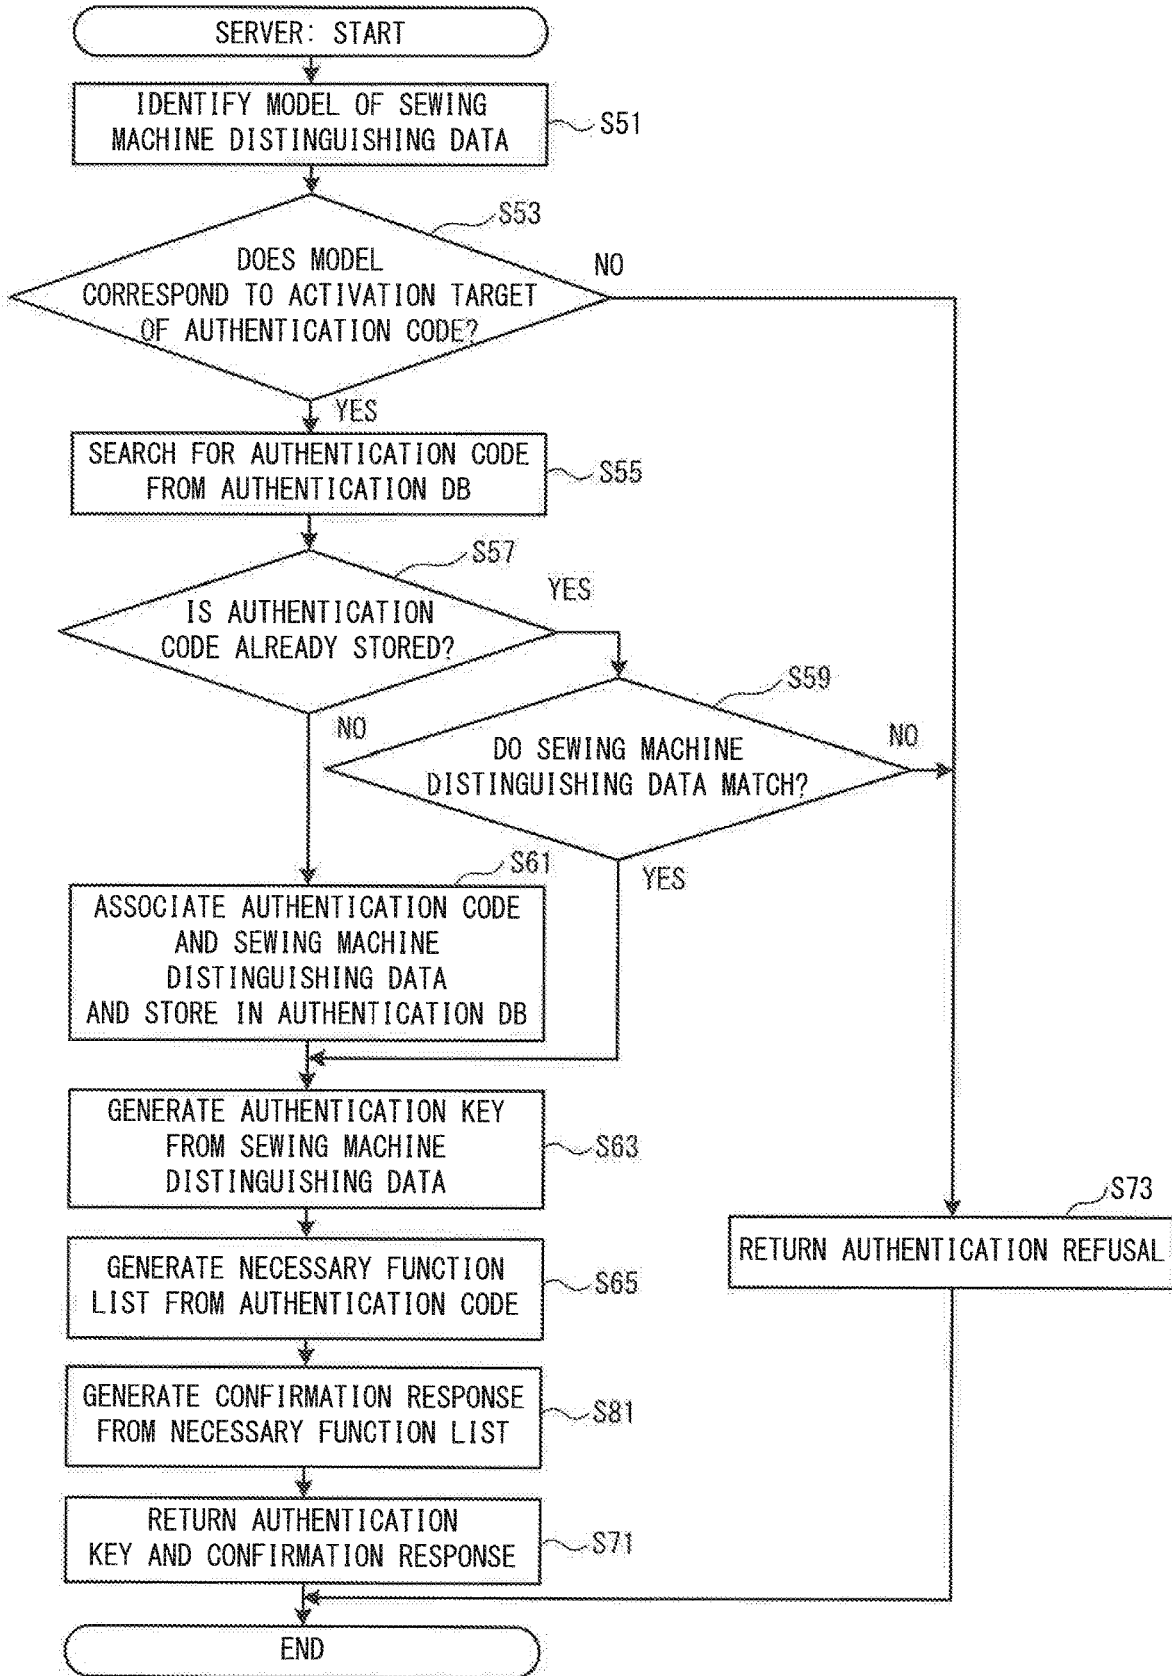 SERVER: START
IDENTIFY MODEL OF SEWING
MACHINE DISTINGUISHING DATA
S51
S53
DOES MODEL
CORRESPOND TO ACTIVATION TARGET
OF AUTHENTICATION CODE?
NO
YES
SEARCH FOR AUTHENTICATION CODE
FROM AUTHENTICATION DB
S55
S57
IS AUTHENTICATION
CODE ALREADY STORED?
YES
NO
S59
DO SEWING MACHINE
DISTINGUISHING DATA MATCH?
NO
YES
S61
ASSOCIATE AUTHENTICATION CODE
AND SEWING MACHINE
DISTINGUISHING DATA
AND STORE IN AUTHENTICATION DB
GENERATE AUTHENTICATION KEY
FROM SEWING MACHINE
DISTINGUISHING DATA
S63
S73
RETURN AUTHENTICATION REFUSAL
GENERATE NECESSARY FUNCTION
LIST FROM AUTHENTICATION CODE
S65
GENERATE CONFIRMATION RESPONSE
FROM NECESSARY FUNCTION LIST
S81
RETURN AUTHENTICATION
KEY AND CONFIRMATION RESPONSE
S71
END